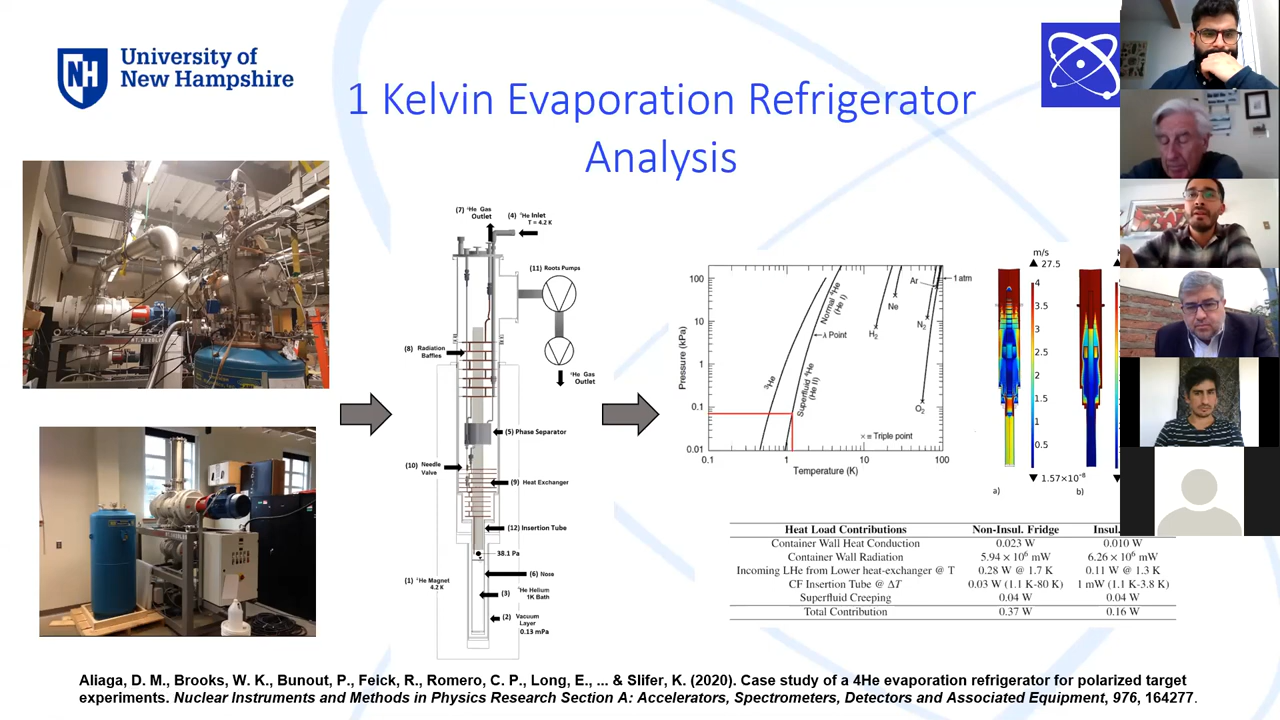 University of
New Hampshire
NH
1 Kelvin Evaporation Refrigerator
Analysis
(7) ⁴He Gas
Outlet
(4) ⁴He Inlet
T = 4.2 K
(11) Roots Pumps
(8) Radiation
Baffles
⁴He Gas
Outlet
(5) Phase Separator
(10) Needle
Valve
(9) Heat Exchanger
(12) Insertion Tube
38.1 Pa
(1) ⁴He Magnet
4.2 K
(6) Nose
(3) ⁴He Helium
1K Bath
(2) Vacuum
Layer
0.13 mPa
Pressure (kPa)
100
10
1
0.1
0.01
0.1
1
10
100
Temperature (K)
³He
Normal ⁴He
(He I)
λ Point
Superfluid ⁴He
(He II)
H₂
Ne
Ar
N₂
O₂
1 atm
× ≡ Triple point
m/s
▲ 27.5
4
3.5
3
2.5
2
1.5
1
0.5
▼ 1.57×10⁻⁸
a)
b)
Heat Load Contributions Non-Insul. Fridge Insul.
Container Wall Heat Conduction 0.023 W 0.010 W
Container Wall Radiation 5.94 × 10⁶ mW 6.26 × 10⁶ mW
Incoming LHe from Lower heat-exchanger @ T 0.28 W @ 1.7 K 0.11 W @ 1.3 K
CF Insertion Tube @ ΔT 0.03 W (1.1 K-80 K) 1 mW (1.1 K-3.8 K)
Superfluid Creeping 0.04 W 0.04 W
Total Contribution 0.37 W 0.16 W
Aliaga, D. M., Brooks, W. K., Bunout, P., Feick, R., Romero, C. P., Long, E., ... & Slifer, K. (2020). Case study of a 4He evaporation refrigerator for polarized target
experiments. Nuclear Instruments and Methods in Physics Research Section A: Accelerators, Spectrometers, Detectors and Associated Equipment, 976, 164277.